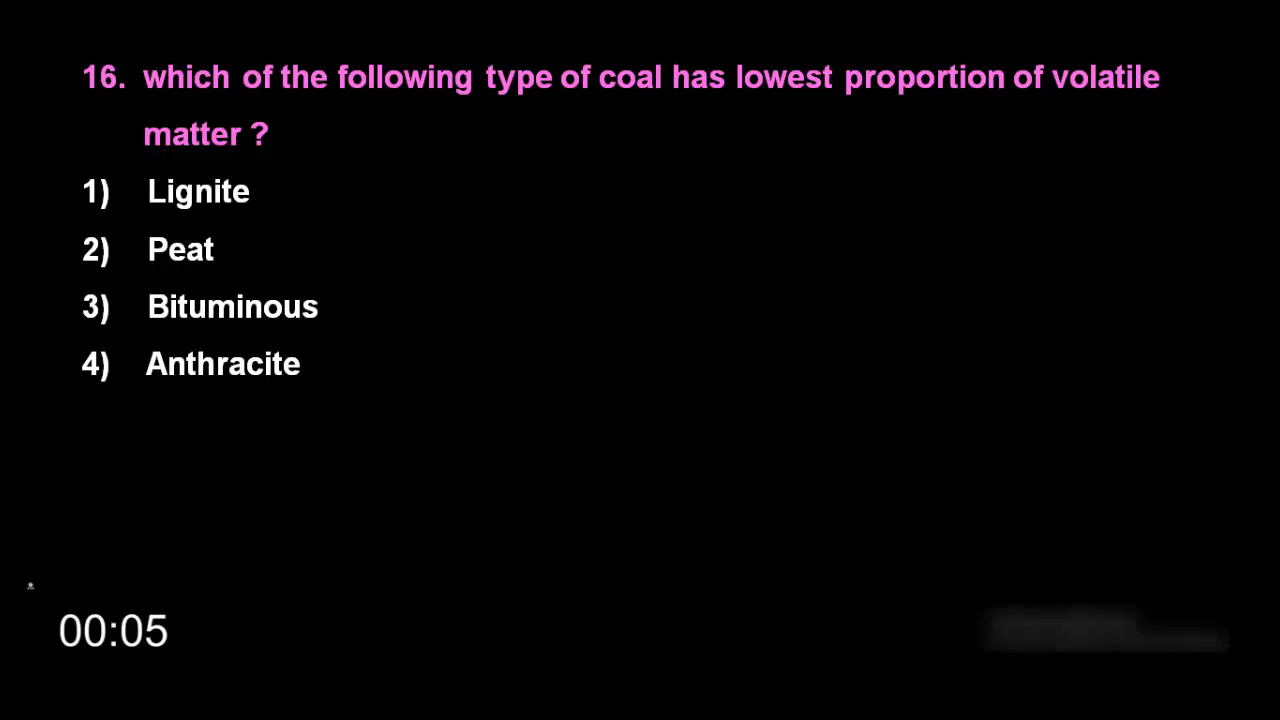 16. which of the following type of coal has lowest proportion of volatile
matter ?
1) Lignite
2) Peat
3) Bituminous
4) Anthracite
00:05